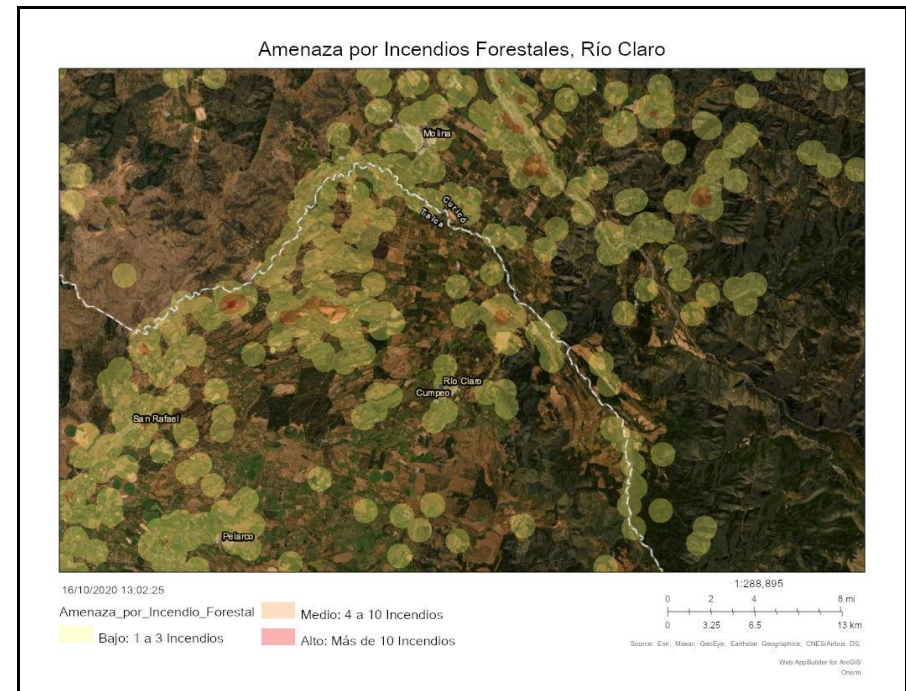 Amenaza por Incendios Forestales, Río Claro
Molina
Curicó
Talca
Río Claro
Cumpeo
San Rafael
Pelarco
16/10/2020 13:02:25
Amenaza_por_Incendio_Forestal
Bajo: 1 a 3 Incendios
Medio: 4 a 10 Incendios
Alto: Más de 10 Incendios
1:288,895
0 2 4 8 mi
0 3.25 6.5 13 km
Source: Esri, Maxar, GeoEye, Earthstar Geographics, CNES/Airbus DS,
Web AppBuilder for ArcGIS
Onemi